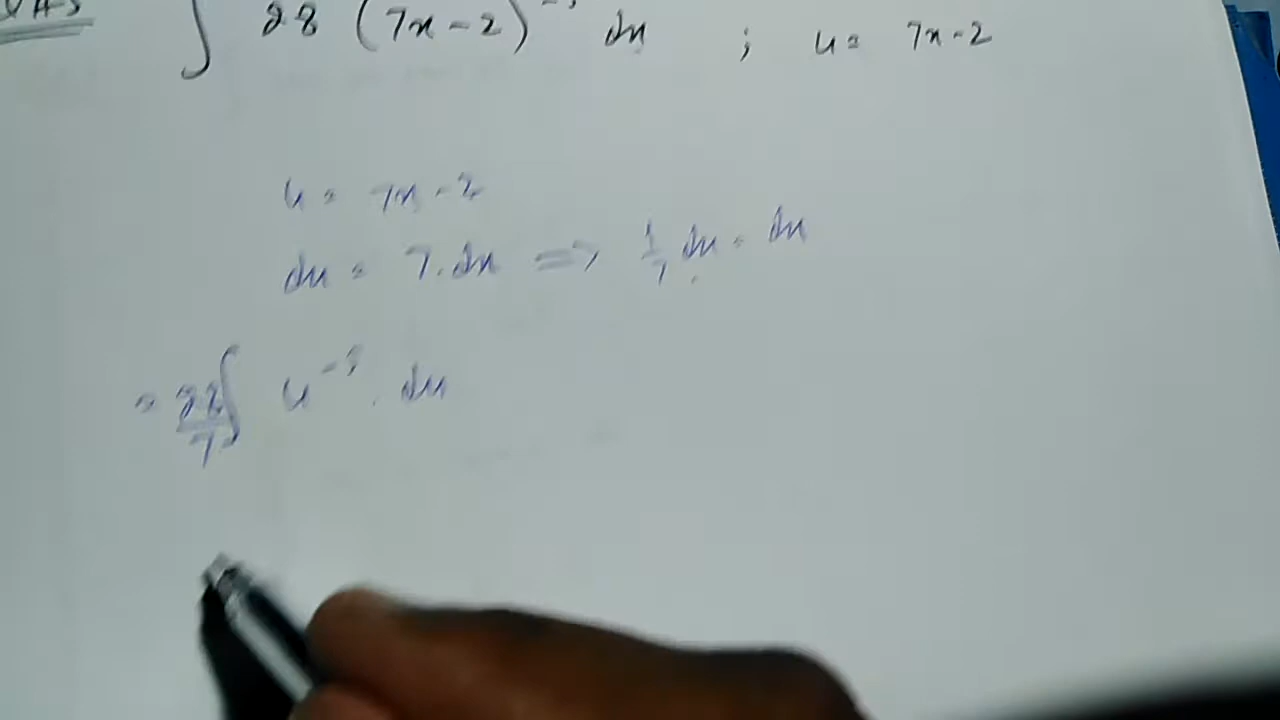 ∫ 28 (7x-2) dx ; u = 7x-2
u = 7x-2
du = 7.dx => 1/7 du = dx
= 28/7 ∫ u . du